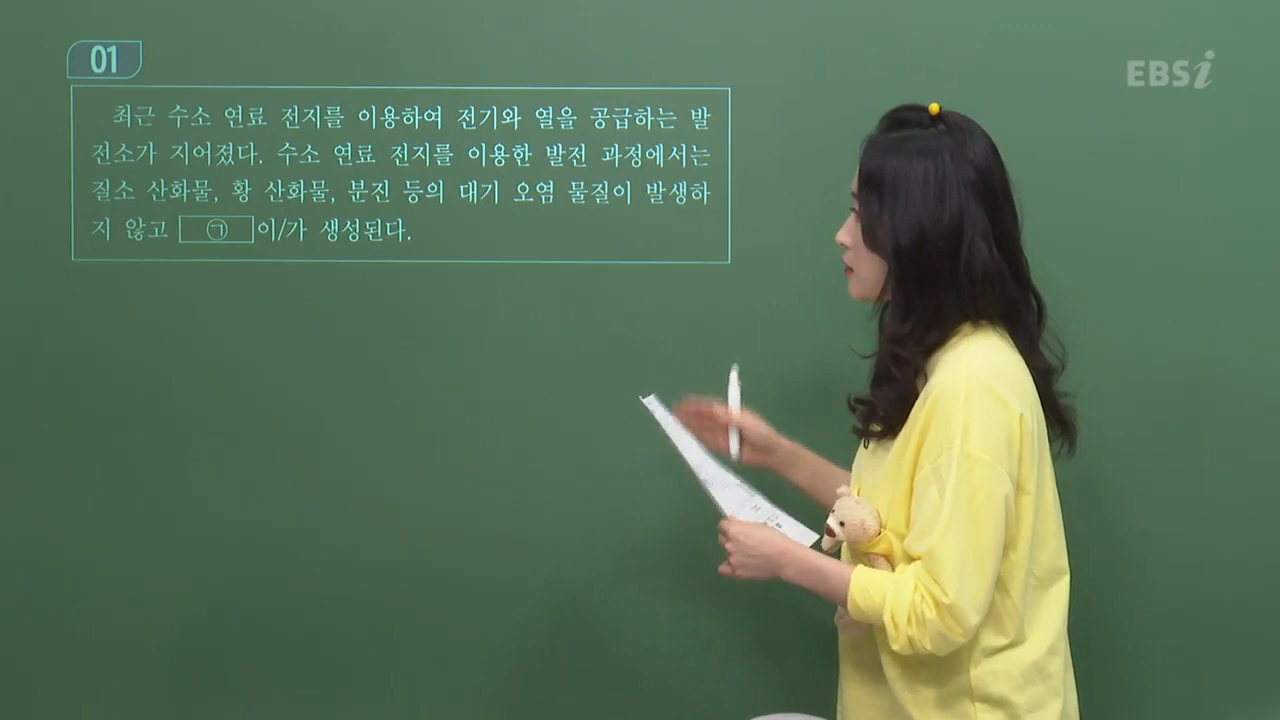 01
EBSi
최근 수소 연료 전지를 이용하여 전기와 열을 공급하는 발
전소가 지어졌다. 수소 연료 전지를 이용한 발전 과정에서는
질소 산화물, 황 산화물, 분진 등의 대기 오염 물질이 발생하
지 않고 ㉠ 이/가 생성된다.